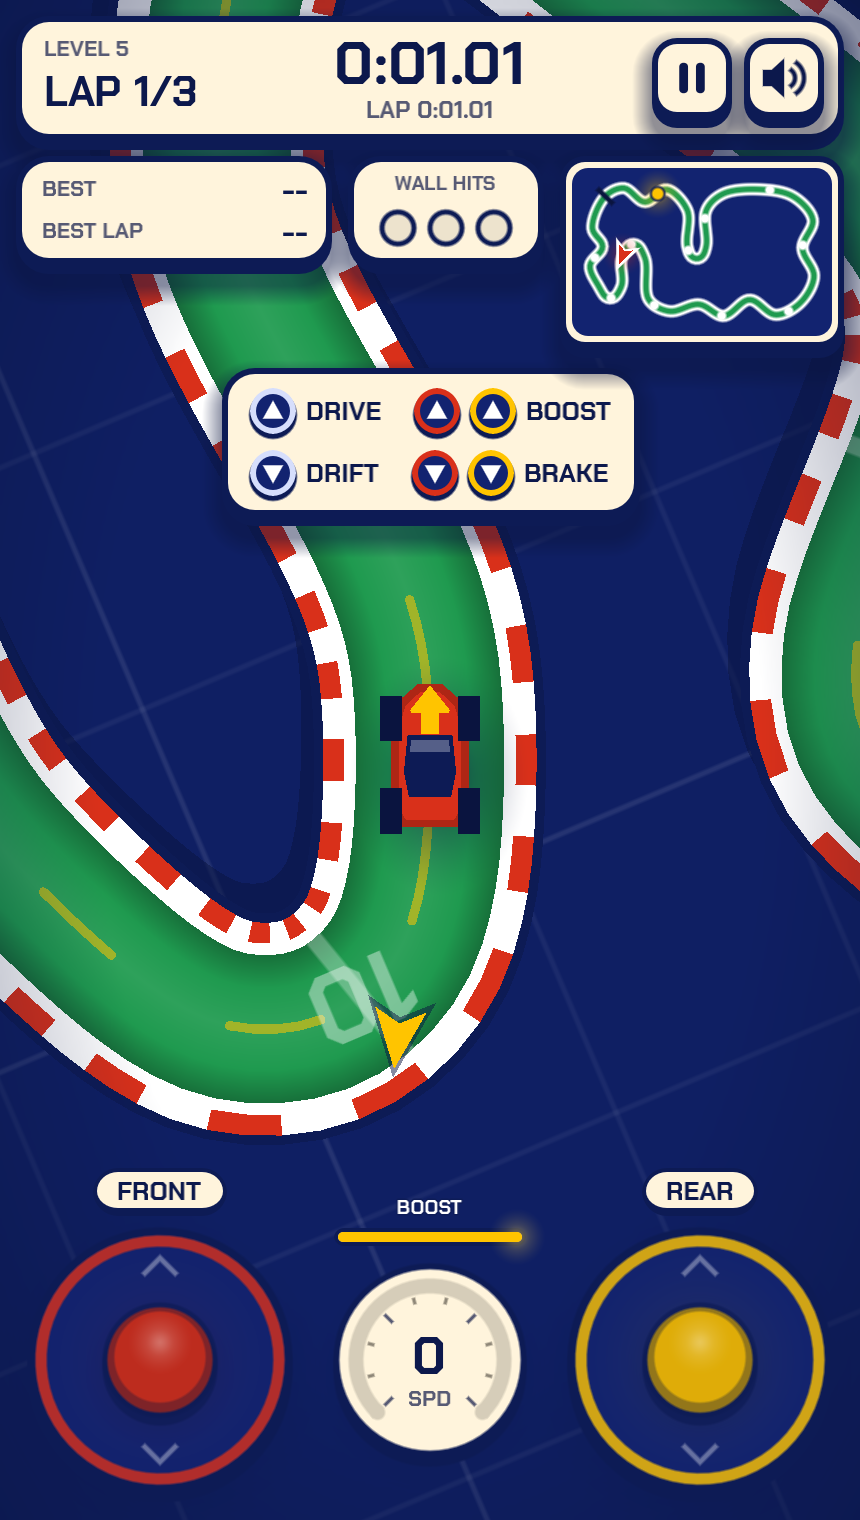 LEVEL 5
LAP 1/3
0:01.01
LAP 0:01.01
BEST --
BEST LAP --
WALL HITS
DRIVE BOOST
DRIFT BRAKE
10
FRONT
REAR
BOOST
0
SPD